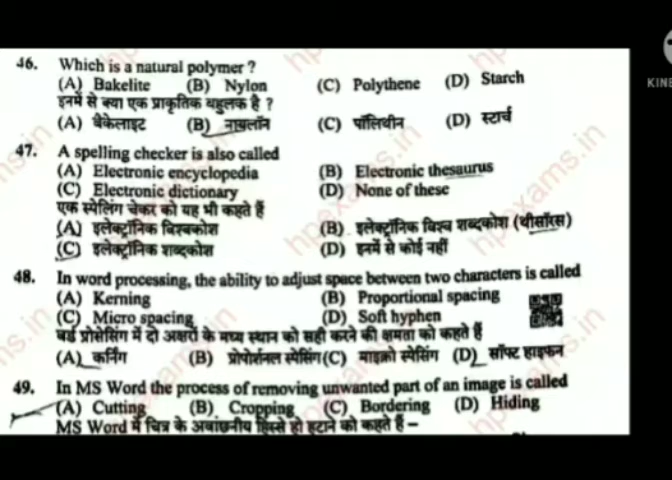 46. Which is a natural polymer ?
(A) Bakelite (B) Nylon (C) Polythene (D) Starch
इनमें से क्या एक प्राकृतिक बहुलक है ?
(A) बैकेलाइट (B) नायलॉन (C) पॉलिथीन (D) स्टार्च
47. A spelling checker is also called
(A) Electronic encyclopedia (B) Electronic thesaurus
(C) Electronic dictionary (D) None of these
एक स्पेलिंग चेकर को यह भी कहते हैं
(A) इलेक्ट्रॉनिक विश्वकोश (B) इलेक्ट्रॉनिक विश्व शब्दकोश (थीसॉरस)
(C) इलेक्ट्रॉनिक शब्दकोश (D) इनमें से कोई नहीं
48. In word processing, the ability to adjust space between two characters is called
(A) Kerning (B) Proportional spacing
(C) Micro spacing (D) Soft hyphen
वर्ड प्रोसेसिंग में दो अक्षरों के मध्य स्थान को सही करने की क्षमता को कहते हैं
(A) कर्निंग (B) प्रोपोर्शनल स्पेसिंग (C) माइक्रो स्पेसिंग (D) सॉफ्ट हाइफन
49. In MS Word the process of removing unwanted part of an image is called
(A) Cutting (B) Cropping (C) Bordering (D) Hiding
MS Word में चित्र के अवांछनीय हिस्से हो हटाने को कहते हैं –
hpexams.in
KINE